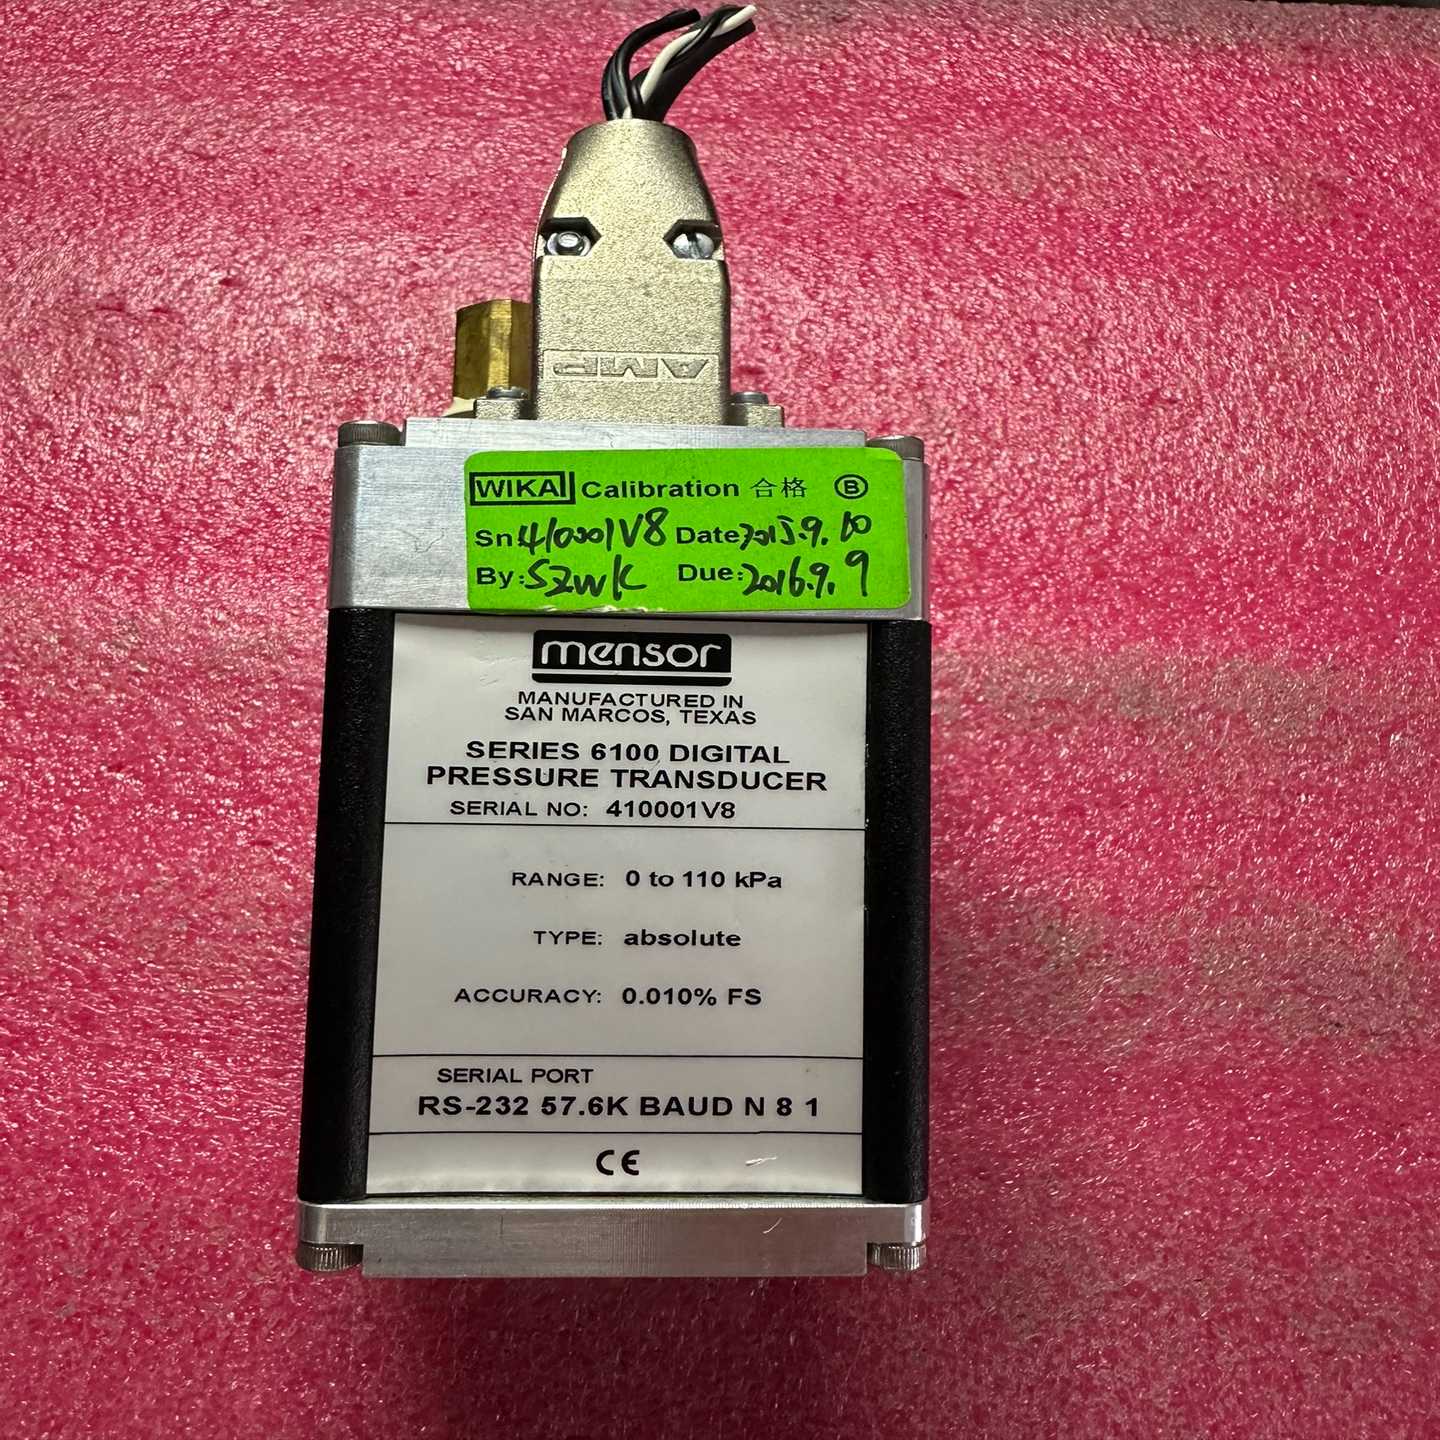 AMP
WIKA Calibration 合格 B
Sn:410001V8 Date:2015.9.10
By:SZWK Due:2016.9.9
mensor
MANUFACTURED IN
SAN MARCOS, TEXAS
SERIES 6100 DIGITAL
PRESSURE TRANSDUCER
SERIAL NO: 410001V8
RANGE: 0 to 110 kPa
TYPE: absolute
ACCURACY: 0.010% FS
SERIAL PORT
RS-232 57.6K BAUD N 8 1
CE